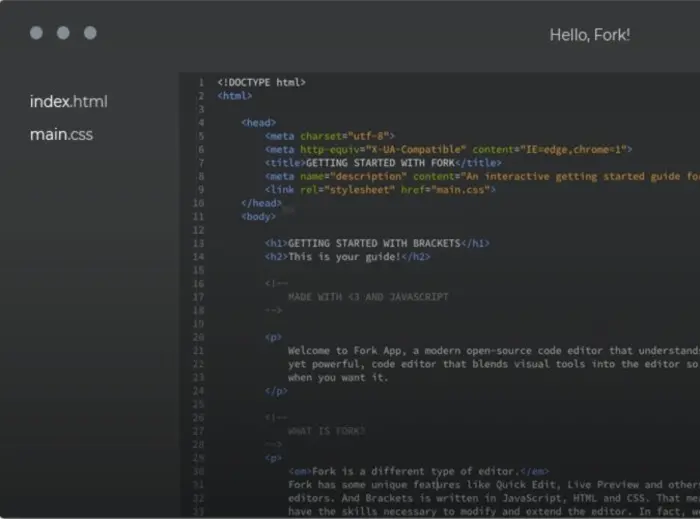 Hello, Fork!
index.html
main.css
1 <!DOCTYPE html>
2 <html>
3
4 <head>
5 <meta charset="utf-8">
6 <meta http-equiv="X-UA-Compatible" content="IE=edge,chrome=1">
7 <title>GETTING STARTED WITH FORK</title>
8 <meta name="description" content="An interactive getting started guide fo
9 <link rel="stylesheet" href="main.css">
10 </head>
11 <body>
12
13 <h1>GETTING STARTED WITH BRACKETS</h1>
14 <h2>This is your guide!</h2>
15
16 <!--
17 MADE WITH <3 AND JAVASCRIPT
18 -->
19
20 <p>
21 Welcome to Fork App, a modern open-source code editor that understands
22 yet powerful, code editor that blends visual tools into the editor so
23 when you want it.
24 </p>
25
26 <!--
27 WHAT IS FORK?
28 -->
29 <p>
30 <em>Fork is a different type of editor.</em>
31 Fork has some unique features like Quick Edit, Live Preview and others
32 editors. And Brackets is written in JavaScript, HTML and CSS. That mea
33 have the skills necessary to modify and extend the editor. In fact, w